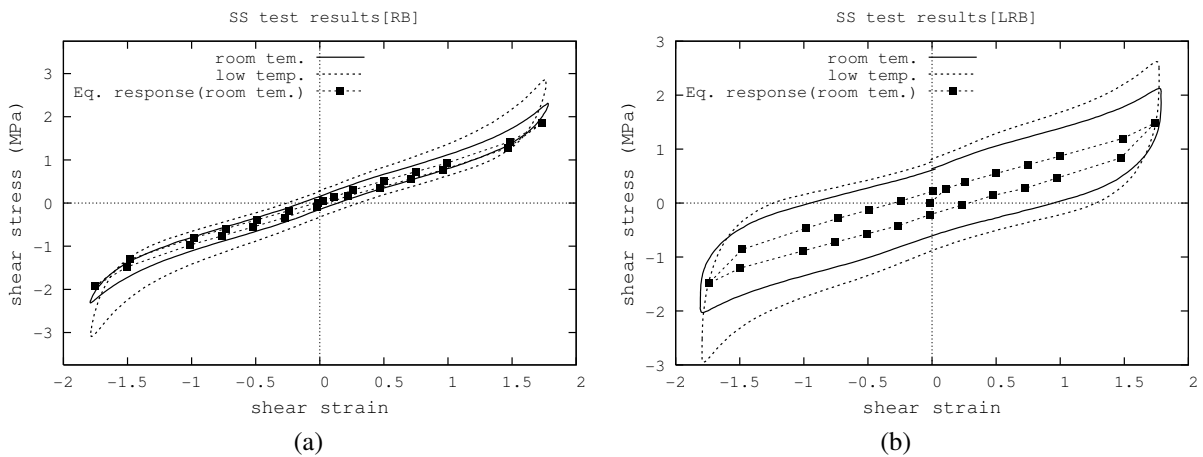 SS test results[RB]
room tem.
low temp.
Eq. response(room tem.)
shear stress (MPa)
3
2
1
0
-1
-2
-3
-2
-1.5
-1
-0.5
0
0.5
1
1.5
2
shear strain
(a)
SS test results[LRB]
room tem.
low temp.
Eq. response(room tem.)
shear stress (MPa)
3
2
1
0
-1
-2
-3
-2
-1.5
-1
-0.5
0
0.5
1
1.5
2
shear strain
(b)